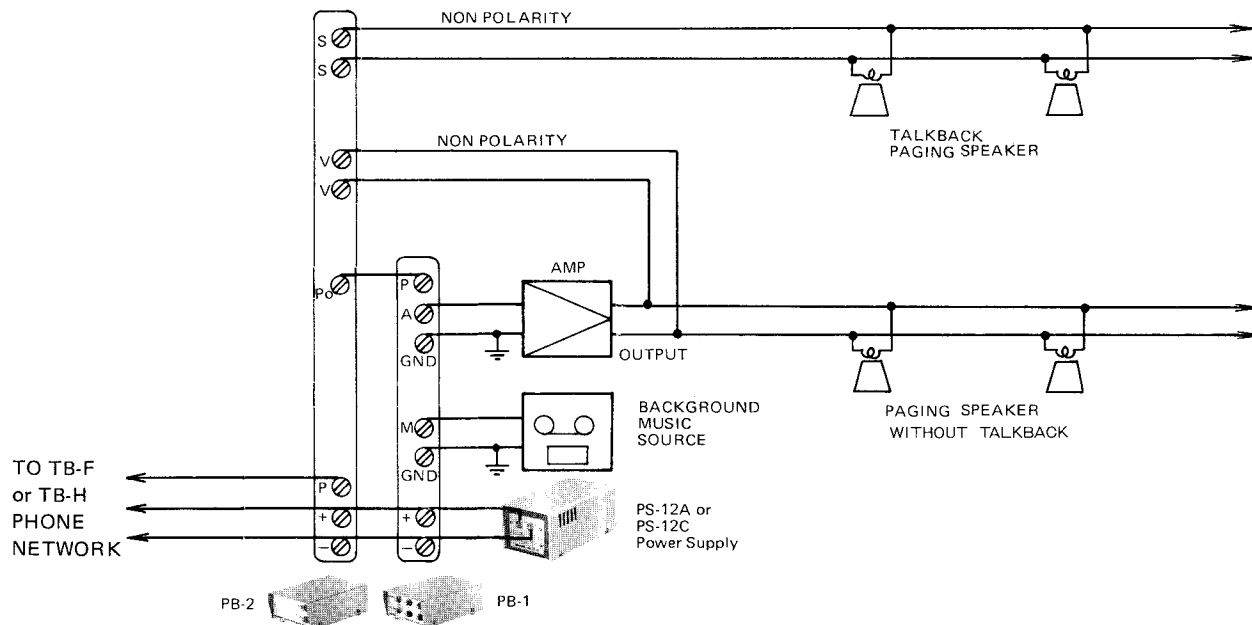 NON POLARITY
S
S
TALKBACK
PAGING SPEAKER
NON POLARITY
V
V
AMP
Po
P
A
GND
OUTPUT
BACKGROUND
MUSIC
SOURCE
M
GND
PAGING SPEAKER
WITHOUT TALKBACK
TO TB-F
or TB-H
PHONE
NETWORK
P
+
–
+
–
PS-12A or
PS-12C
Power Supply
PB-2
PB-1